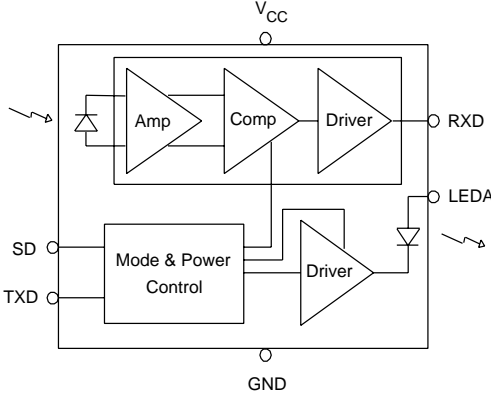 VCC
Amp
Comp
Driver
RXD
LEDA
SD
Mode & Power
Control
Driver
TXD
GND